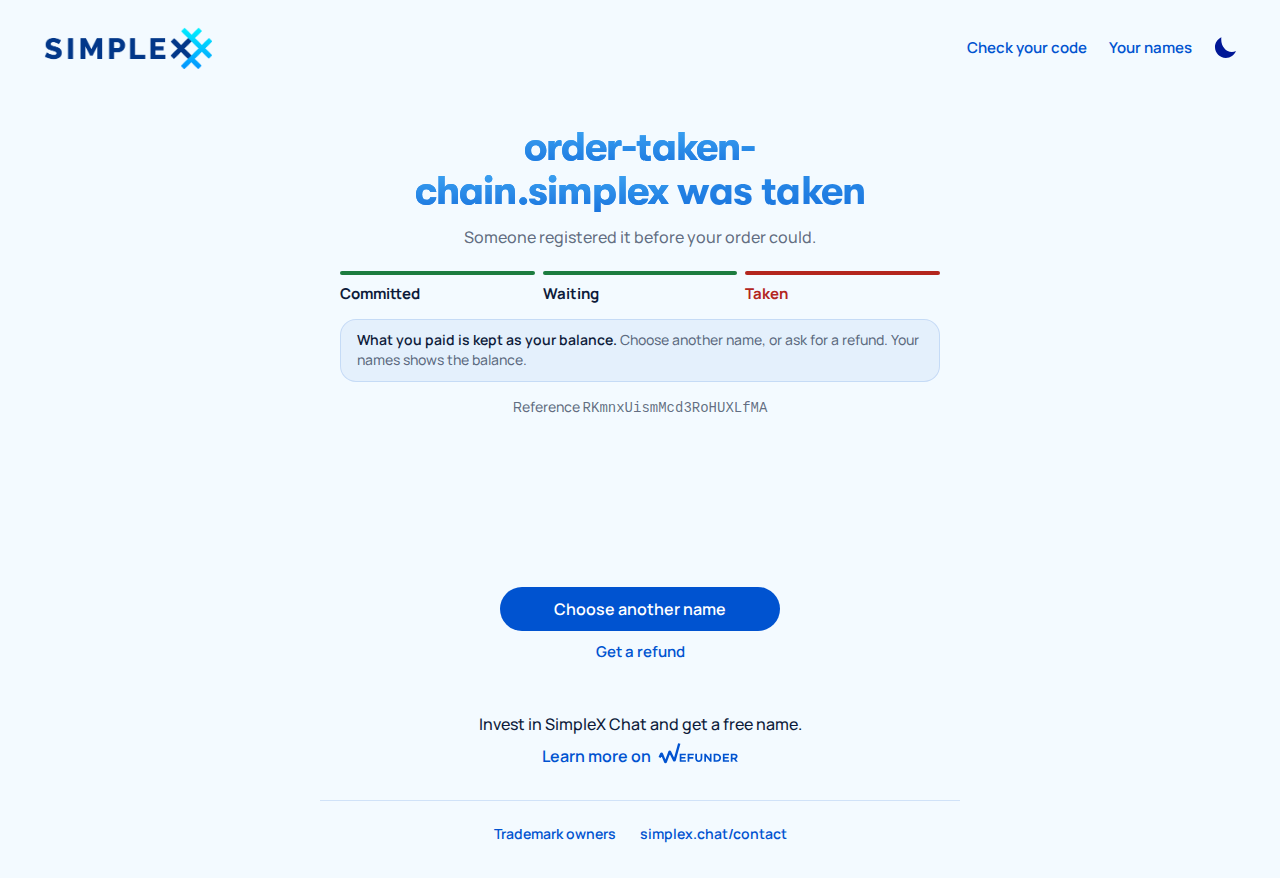 SIMPLEX
Check your code
Your names
order-taken-
chain.simplex was taken
Someone registered it before your order could.
Committed
Waiting
Taken
What you paid is kept as your balance. Choose another name, or ask for a refund. Your
names shows the balance.
Reference RKmnxUismMcd3RoHUXLfMA
Choose another name
Get a refund
Invest in SimpleX Chat and get a free name.
Learn more on WEFUNDER
Trademark owners
simplex.chat/contact